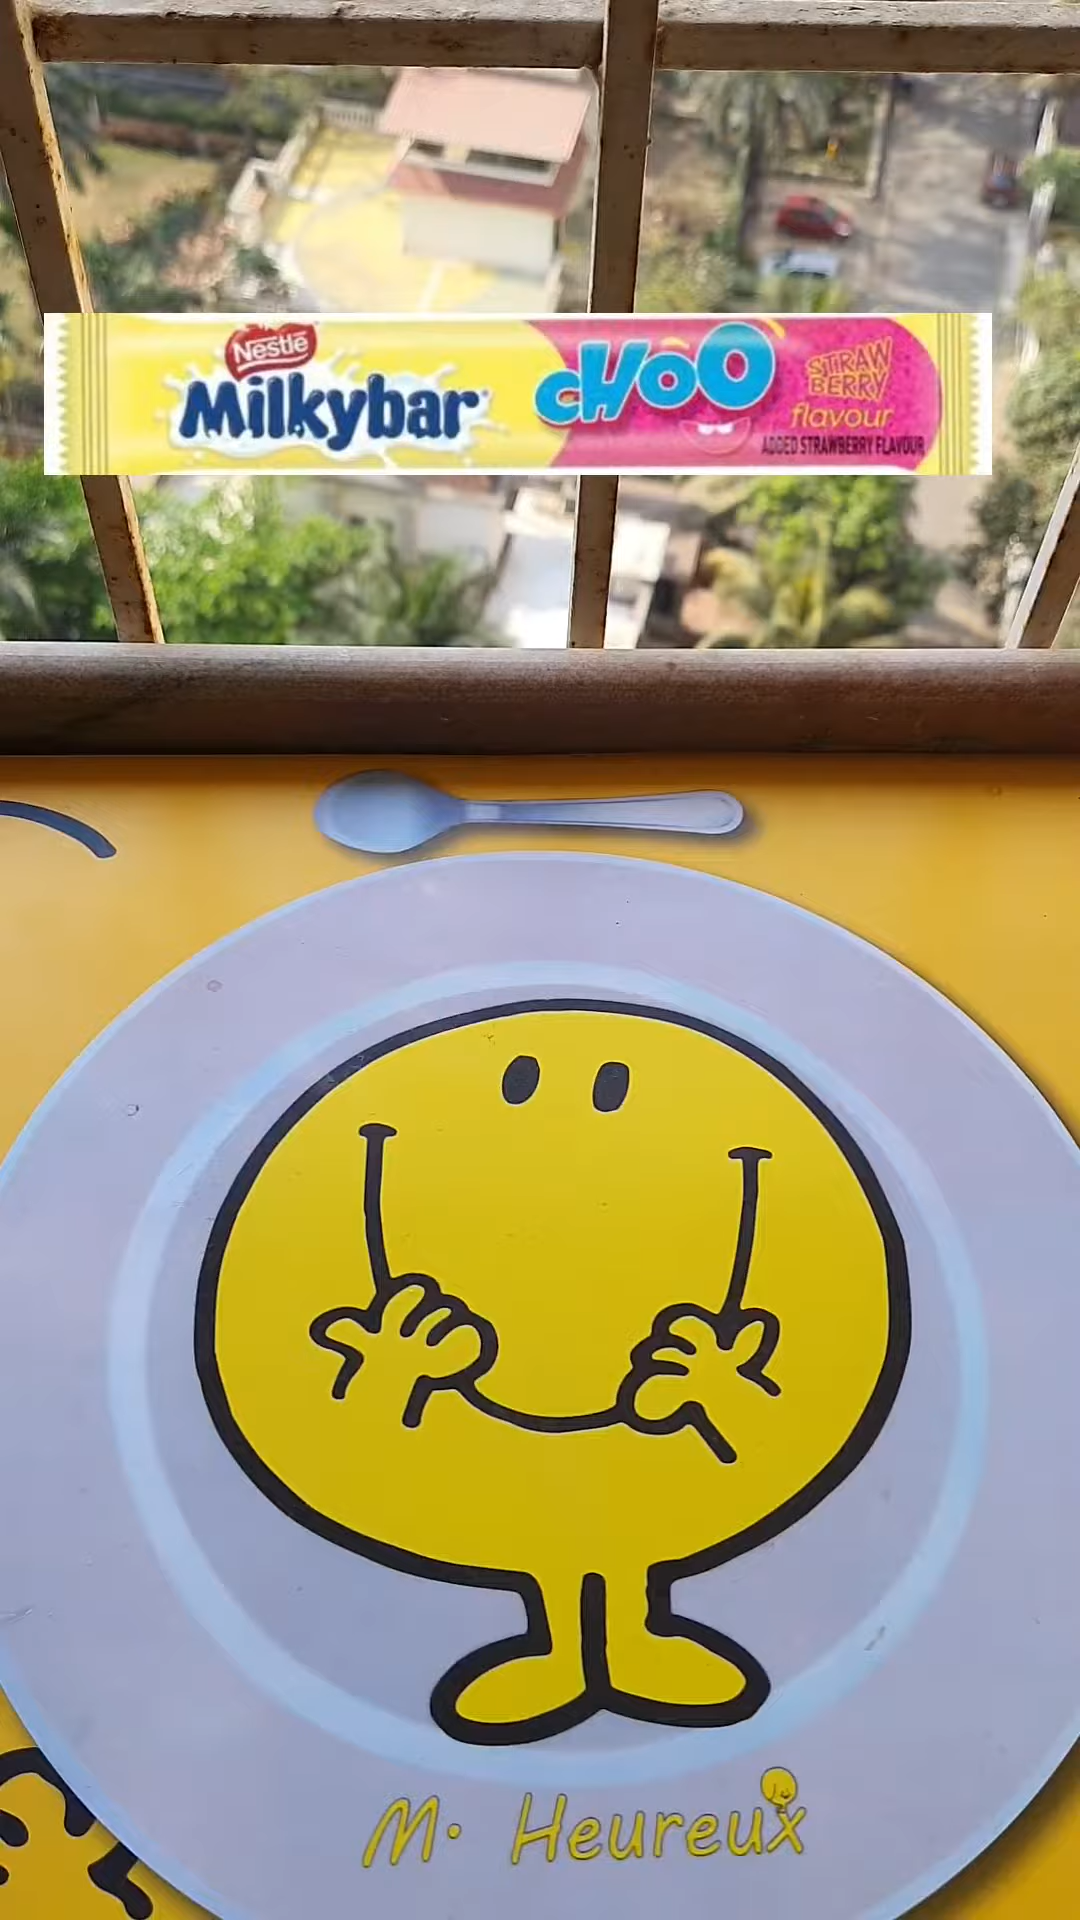 Nestlé
Milkybar
CHOO
STRAW
BERRY
flavour
ADDED STRAWBERRY FLAVOUR
M. Heureux